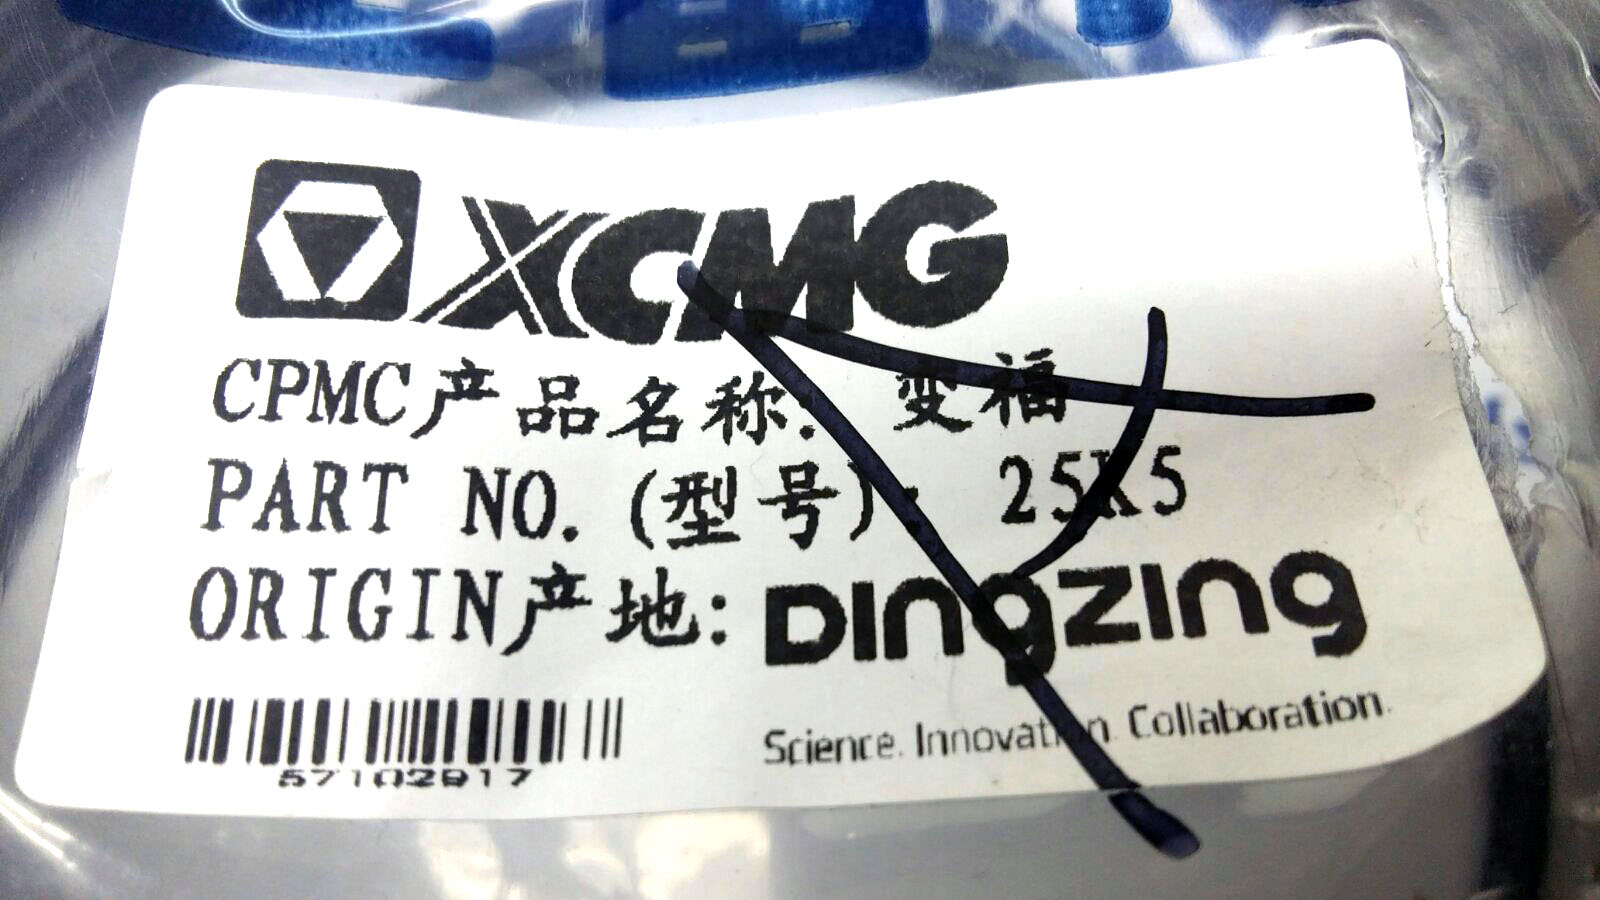 XCMG
CPMC产品名称: 变福
PART NO.(型号): 25K5
ORIGIN产地: DINGZING
Science. Innovation. Collaboration.
57102917